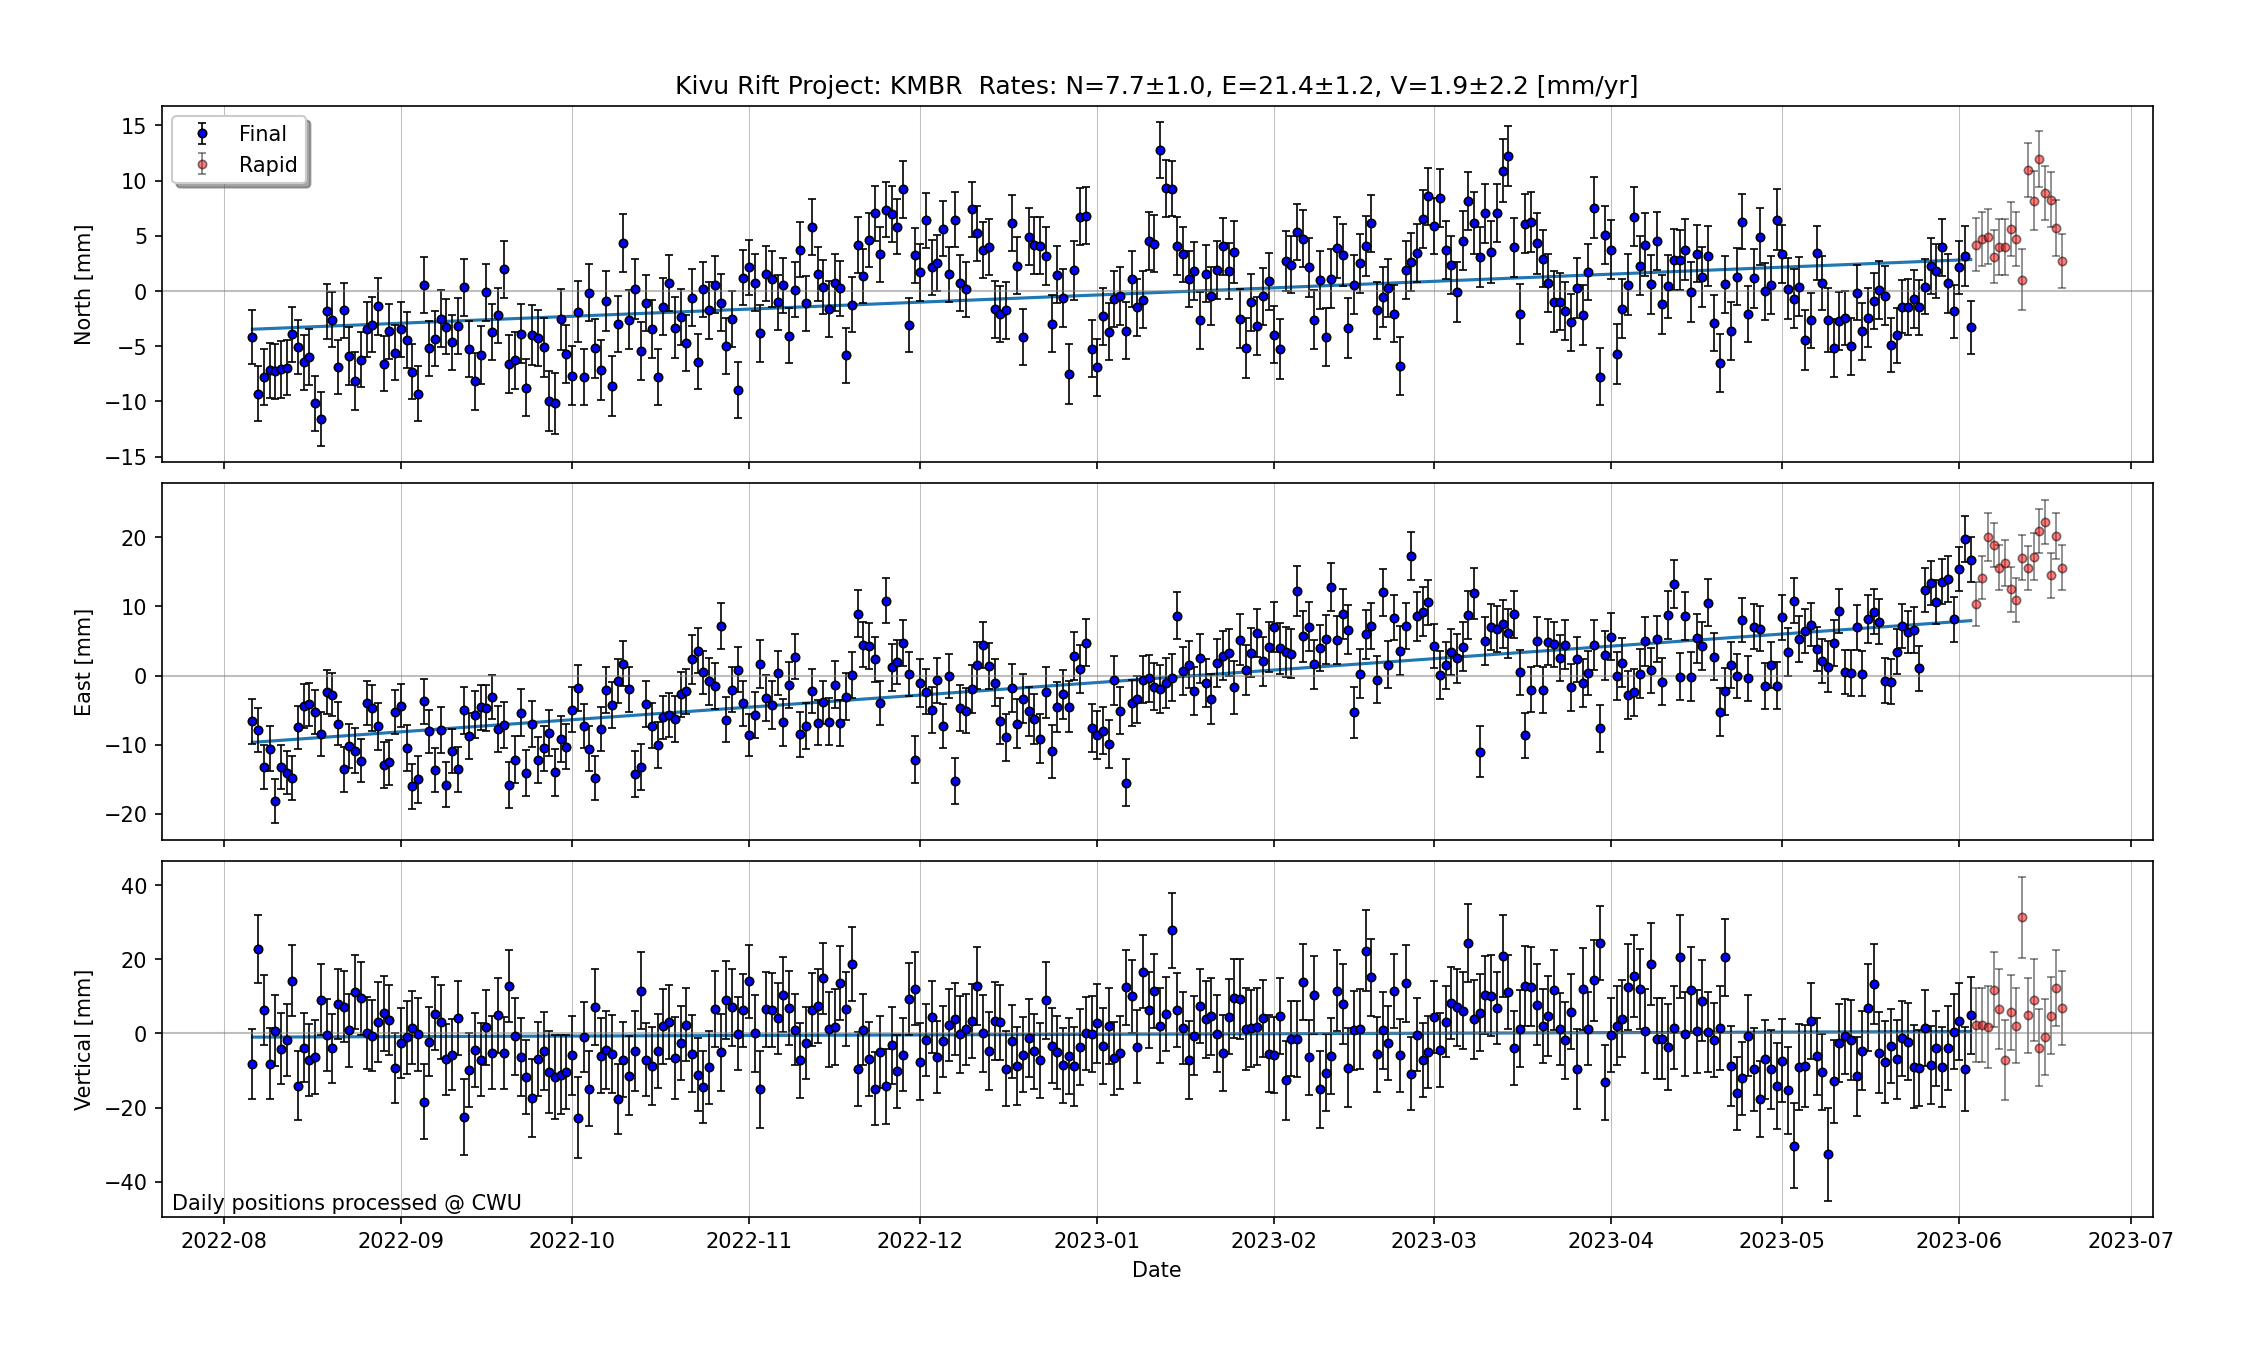 Kivu Rift Project: KMBR  Rates: N=7.7±1.0, E=21.4±1.2, V=1.9±2.2 [mm/yr]
Final
Rapid
North [mm]
15
10
5
0
−5
−10
−15
East [mm]
20
10
0
−10
−20
Vertical [mm]
40
20
0
−20
−40
Daily positions processed @ CWU
2022-08 2022-09 2022-10 2022-11 2022-12 2023-01 2023-02 2023-03 2023-04 2023-05 2023-06 2023-07
Date